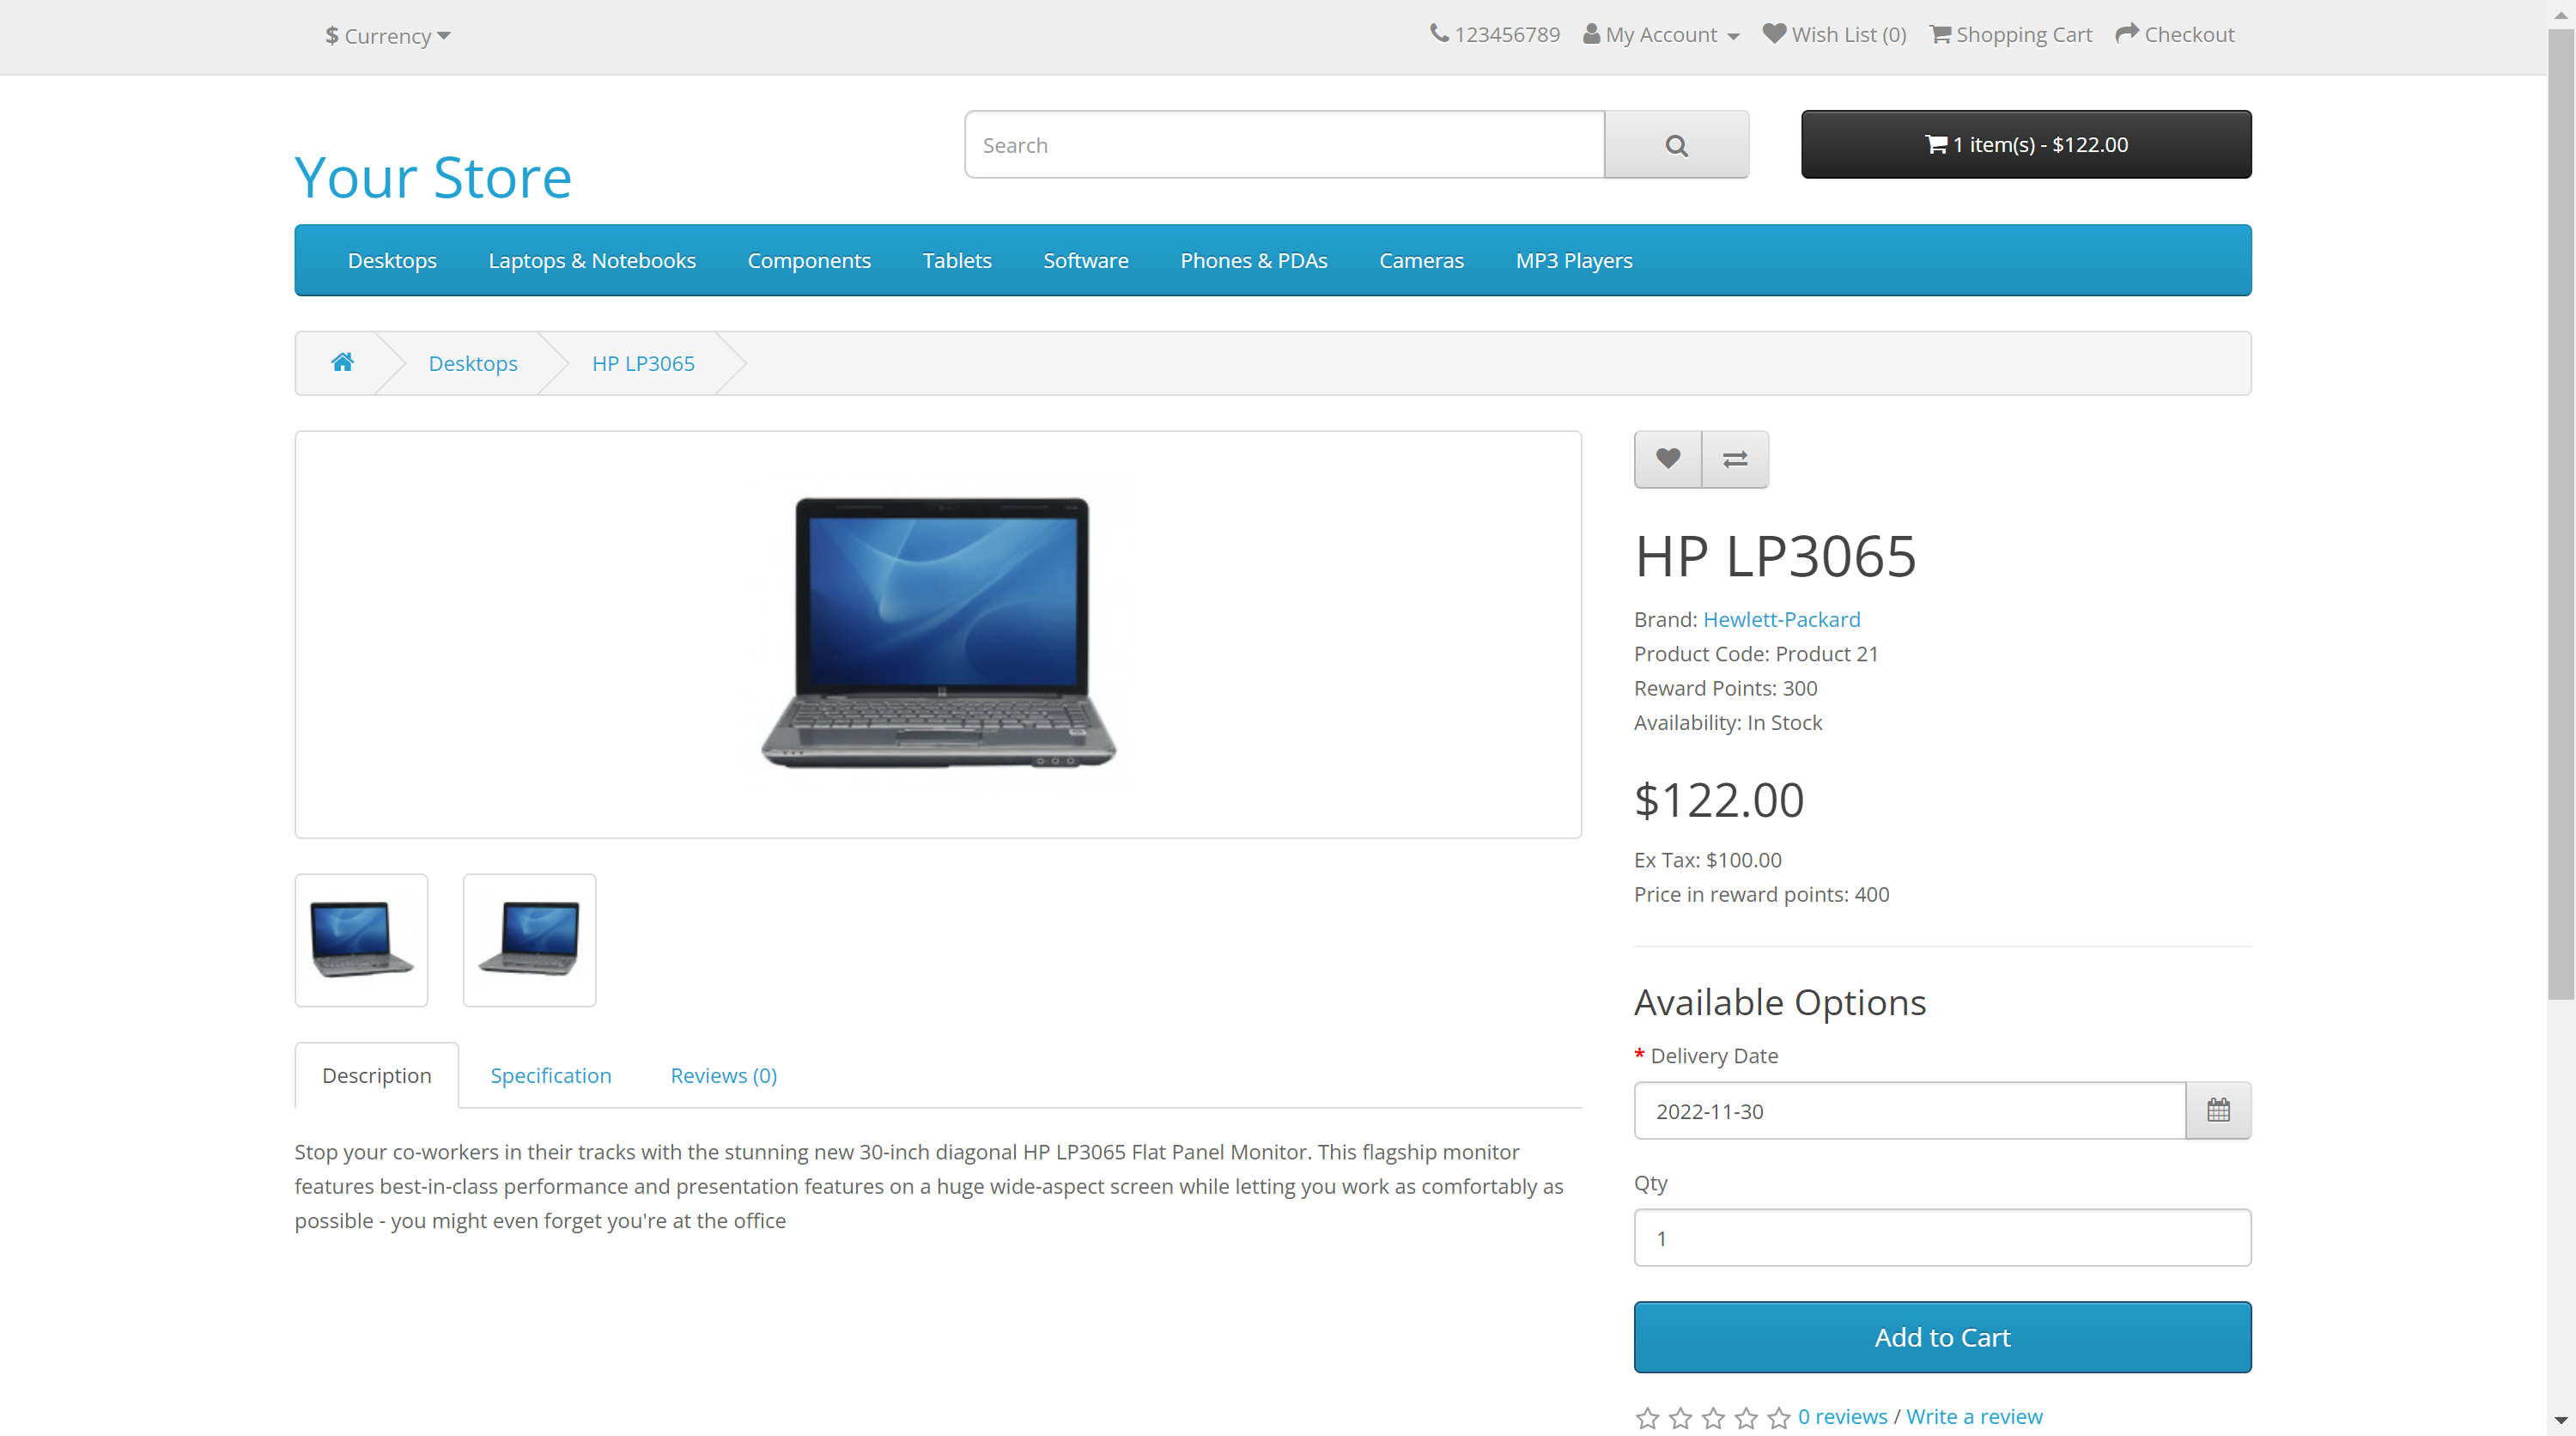 $ Currency
123456789 My Account Wish List (0) Shopping Cart Checkout
Your Store
Search
1 item(s) - $122.00
Desktops Laptops & Notebooks Components Tablets Software Phones & PDAs Cameras MP3 Players
Desktops HP LP3065
HP LP3065
Brand: Hewlett-Packard
Product Code: Product 21
Reward Points: 300
Availability: In Stock
$122.00
Ex Tax: $100.00
Price in reward points: 400
Available Options
* Delivery Date
2022-11-30
Qty
1
Add to Cart
0 reviews / Write a review
Description Specification Reviews (0)
Stop your co-workers in their tracks with the stunning new 30-inch diagonal HP LP3065 Flat Panel Monitor. This flagship monitor
features best-in-class performance and presentation features on a huge wide-aspect screen while letting you work as comfortably as
possible - you might even forget you're at the office